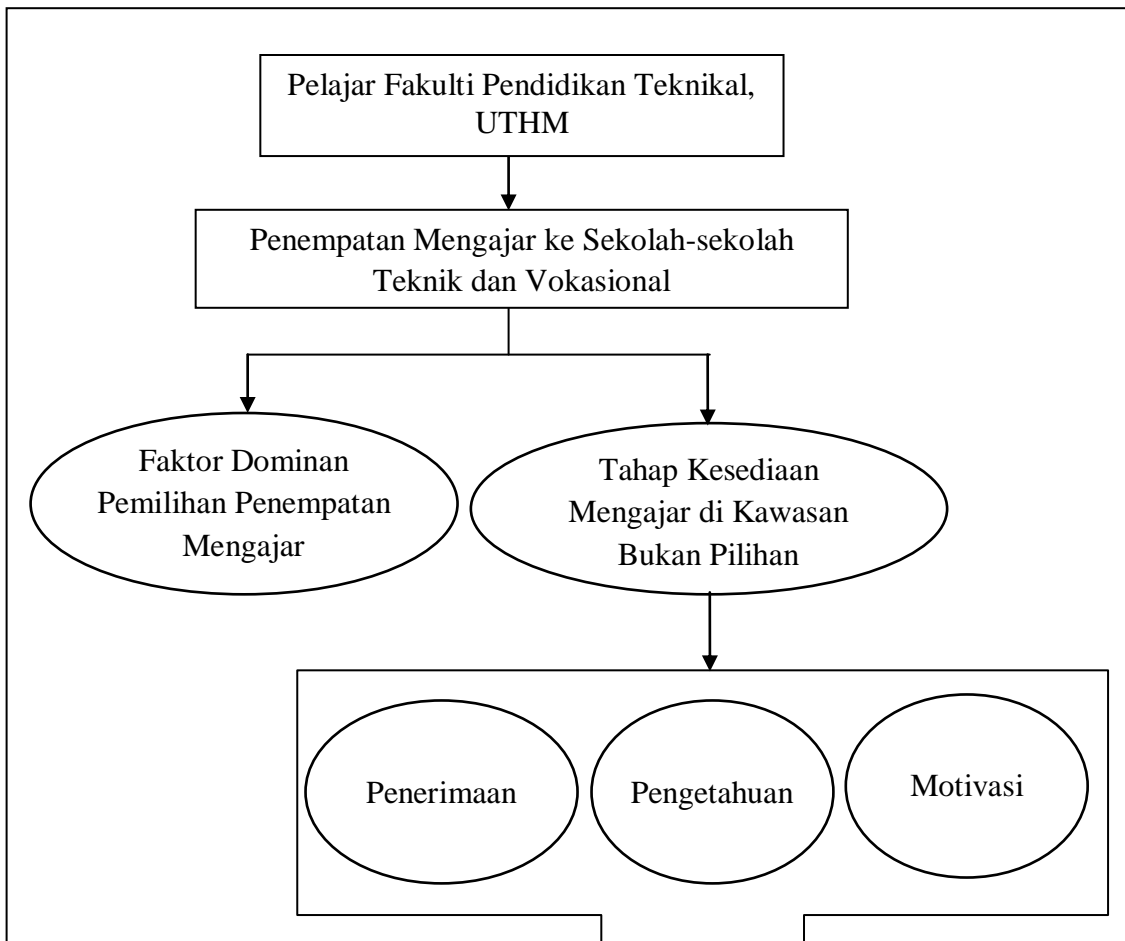 Pelajar Fakulti Pendidikan Teknikal,
UTHM
Penempatan Mengajar ke Sekolah-sekolah
Teknik dan Vokasional
Faktor Dominan
Pemilihan Penempatan
Mengajar
Tahap Kesediaan
Mengajar di Kawasan
Bukan Pilihan
Penerimaan
Pengetahuan
Motivasi